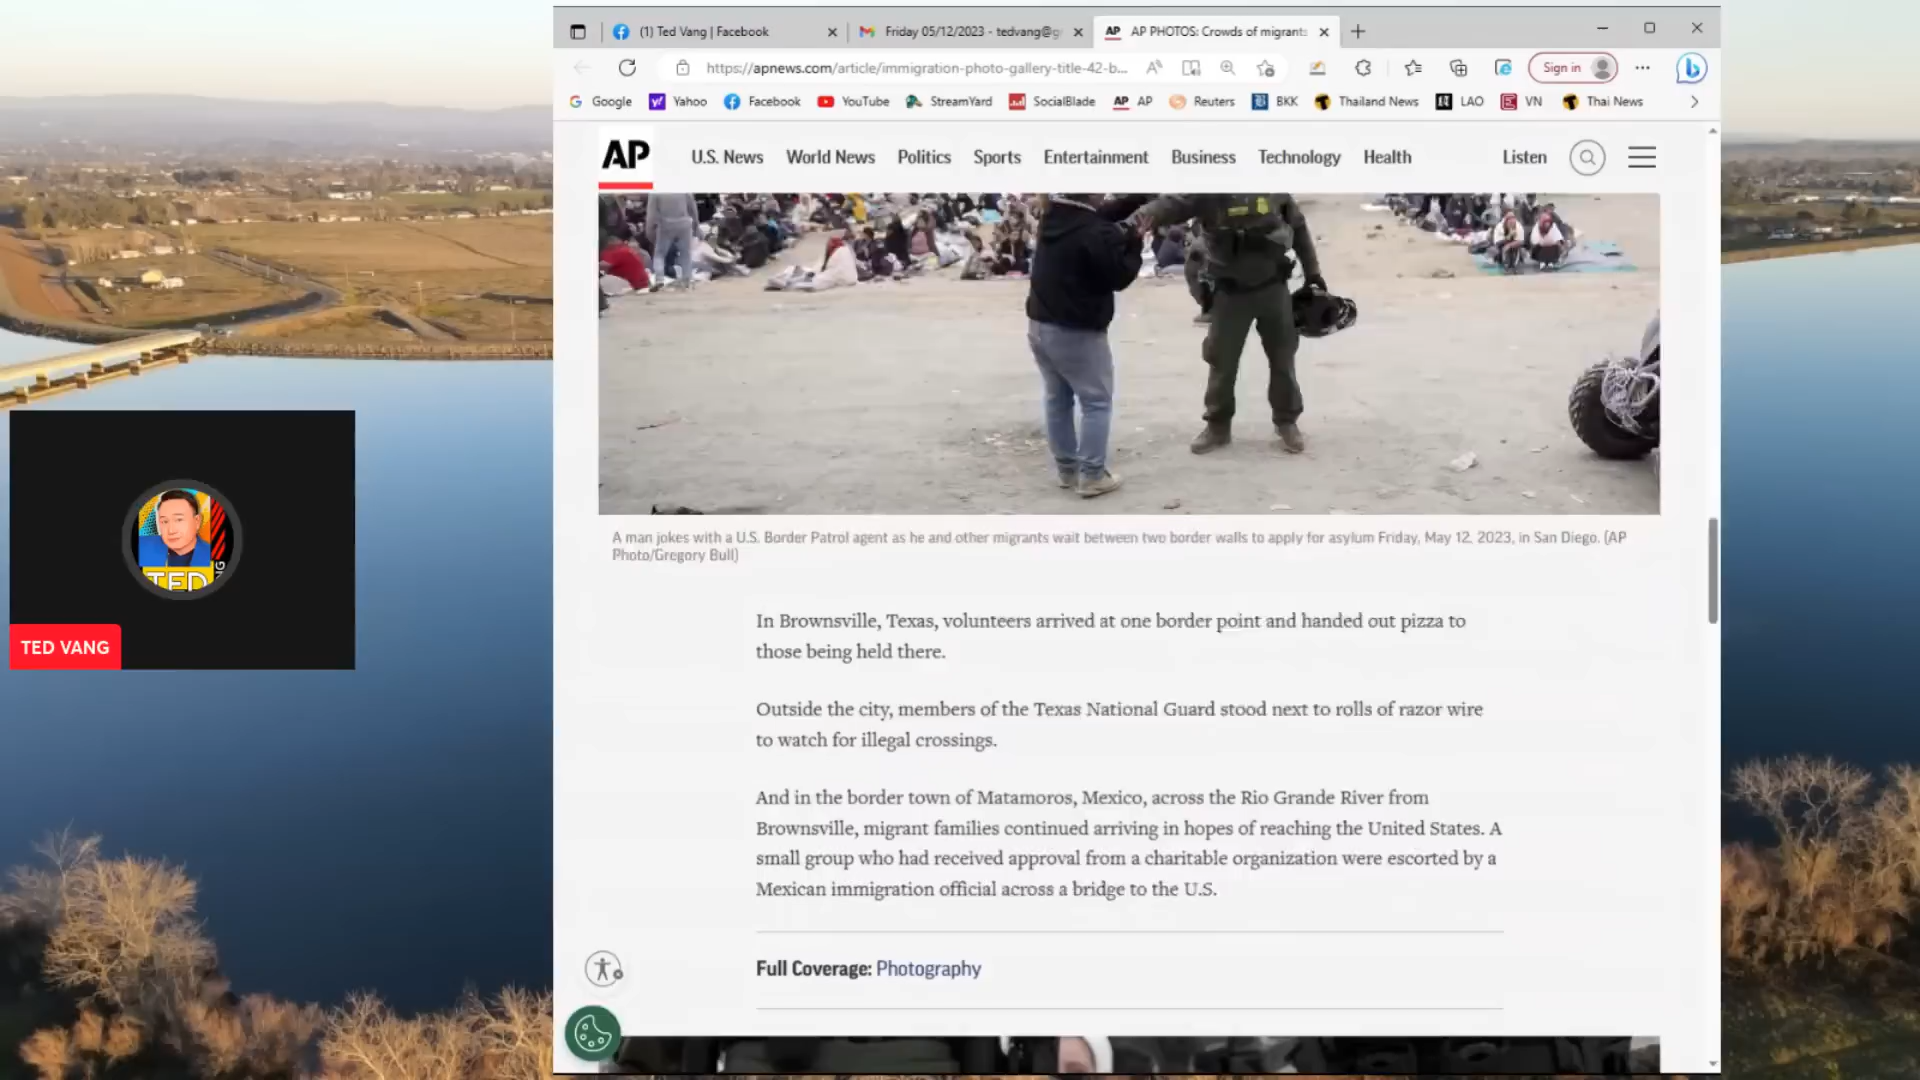 (1) Ted Vang | Facebook
Friday 05/12/2023 - tedvang@g
AP
AP PHOTOS: Crowds of migrants
https://apnews.com/article/immigration-photo-gallery-title-42-b...
Sign in
Google
Yahoo
Facebook
YouTube
StreamYard
SocialBlade
AP AP
Reuters
BKK
Thailand News
LAO
VN
Thai News
AP
U.S. News
World News
Politics
Sports
Entertainment
Business
Technology
Health
Listen
A man jokes with a U.S. Border Patrol agent as he and other migrants wait between two border walls to apply for asylum Friday, May 12, 2023, in San Diego. (AP
Photo/Gregory Bull)
TED
TED VANG
In Brownsville, Texas, volunteers arrived at one border point and handed out pizza to
those being held there.
Outside the city, members of the Texas National Guard stood next to rolls of razor wire
to watch for illegal crossings.
And in the border town of Matamoros, Mexico, across the Rio Grande River from
Brownsville, migrant families continued arriving in hopes of reaching the United States. A
small group who had received approval from a charitable organization were escorted by a
Mexican immigration official across a bridge to the U.S.
Full Coverage: Photography